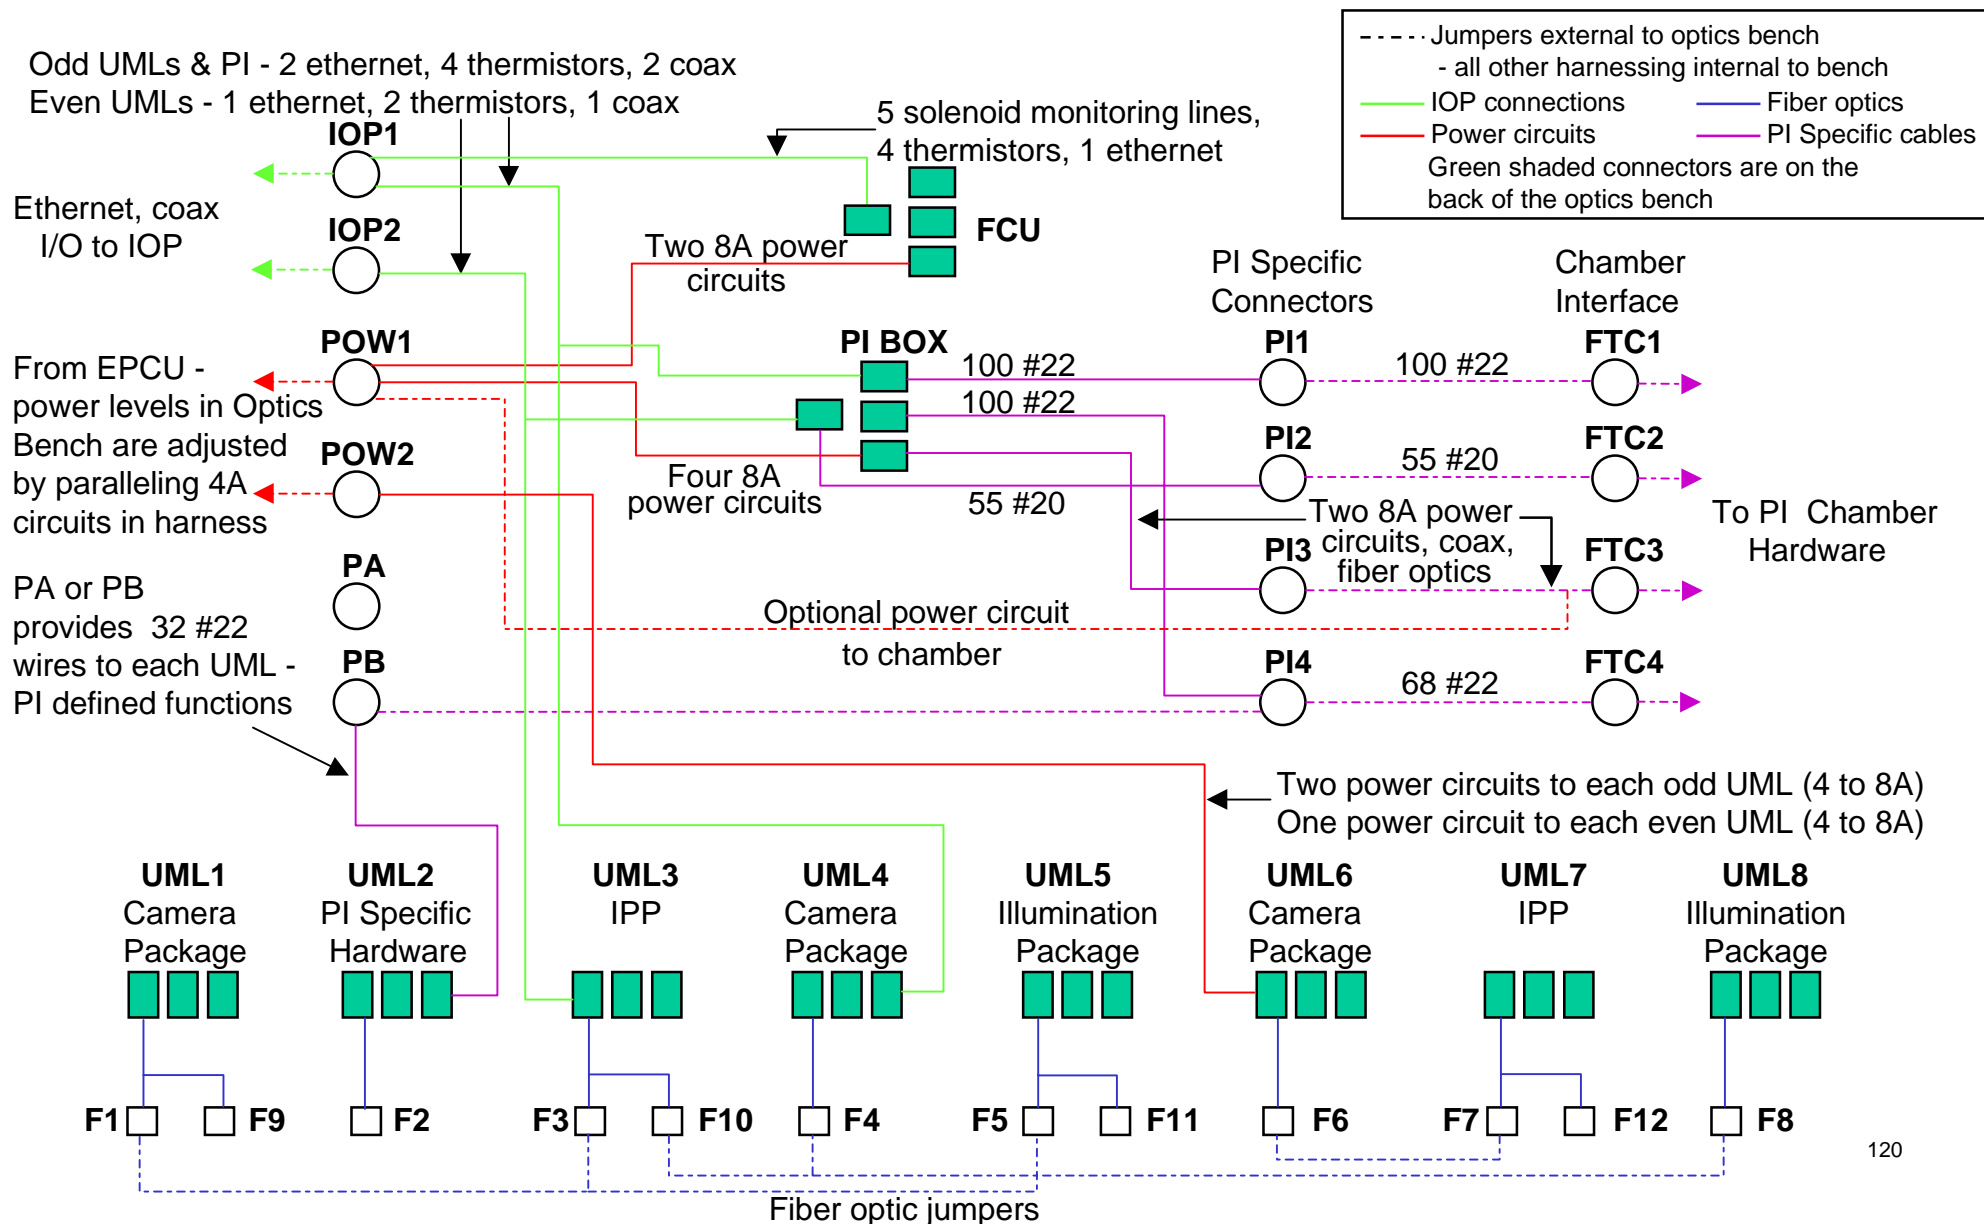 Odd UMLs & PI - 2 ethernet, 4 thermistors, 2 coax
Even UMLs - 1 ethernet, 2 thermistors, 1 coax
Jumpers external to optics bench
- all other harnessing internal to bench
IOP connections
Fiber optics
Power circuits
PI Specific cables
Green shaded connectors are on the
back of the optics bench
5 solenoid monitoring lines,
4 thermistors, 1 ethernet
IOP1
Ethernet, coax
I/O to IOP
IOP2
FCU
Two 8A power
circuits
PI Specific
Connectors
Chamber
Interface
POW1
PI BOX
PI1
FTC1
From EPCU -
power levels in Optics
Bench are adjusted
by paralleling 4A
circuits in harness
100 #22
100 #22
100 #22
POW2
PI2
FTC2
55 #20
Four 8A
power circuits
55 #20
Two 8A power
circuits, coax,
fiber optics
To PI Chamber
Hardware
PA
PI3
FTC3
PA or PB
provides 32 #22
wires to each UML -
PI defined functions
Optional power circuit
to chamber
PB
PI4
FTC4
68 #22
Two power circuits to each odd UML (4 to 8A)
One power circuit to each even UML (4 to 8A)
UML1
Camera
Package
UML2
PI Specific
Hardware
UML3
IPP
UML4
Camera
Package
UML5
Illumination
Package
UML6
Camera
Package
UML7
IPP
UML8
Illumination
Package
F1
F9
F2
F3
F10
F4
F5
F11
F6
F7
F12
F8
120
Fiber optic jumpers